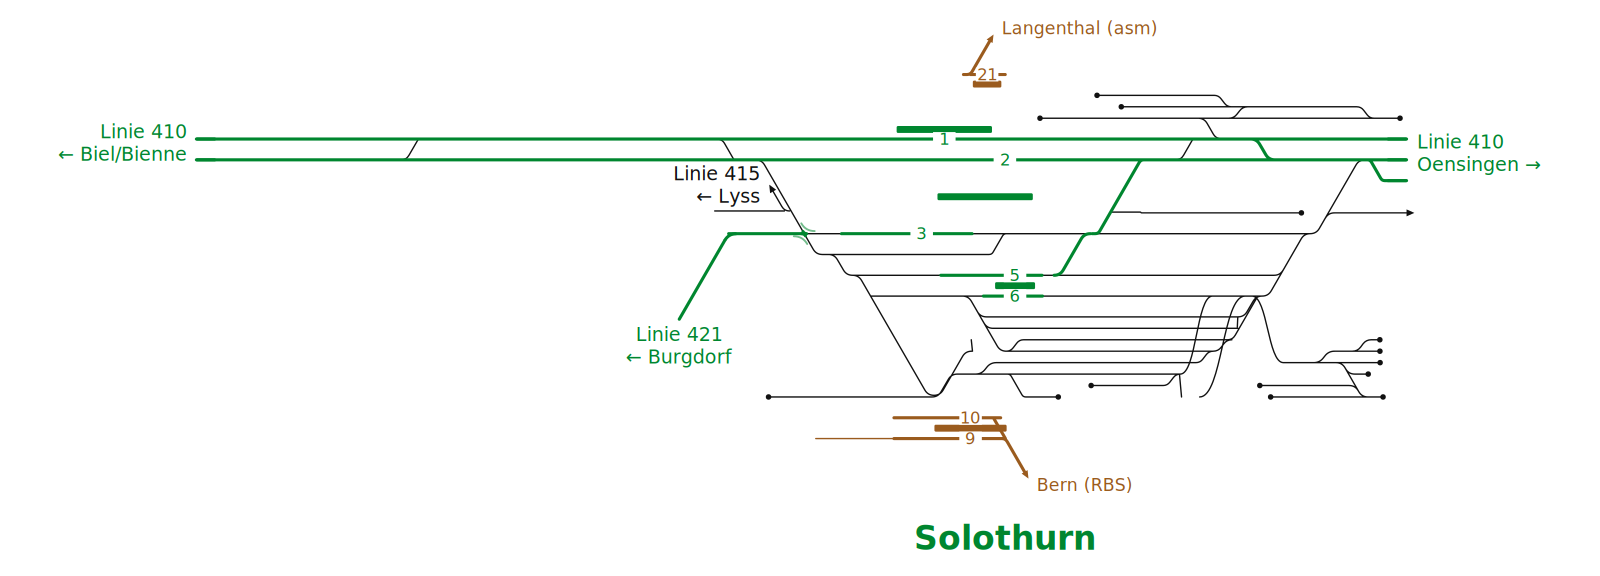 Langenthal (asm)
21
Linie 410
← Biel/Bienne
1
2
Linie 410
Oensingen →
Linie 415
← Lyss
3
5
6
Linie 421
← Burgdorf
10
9
Bern (RBS)
Solothurn